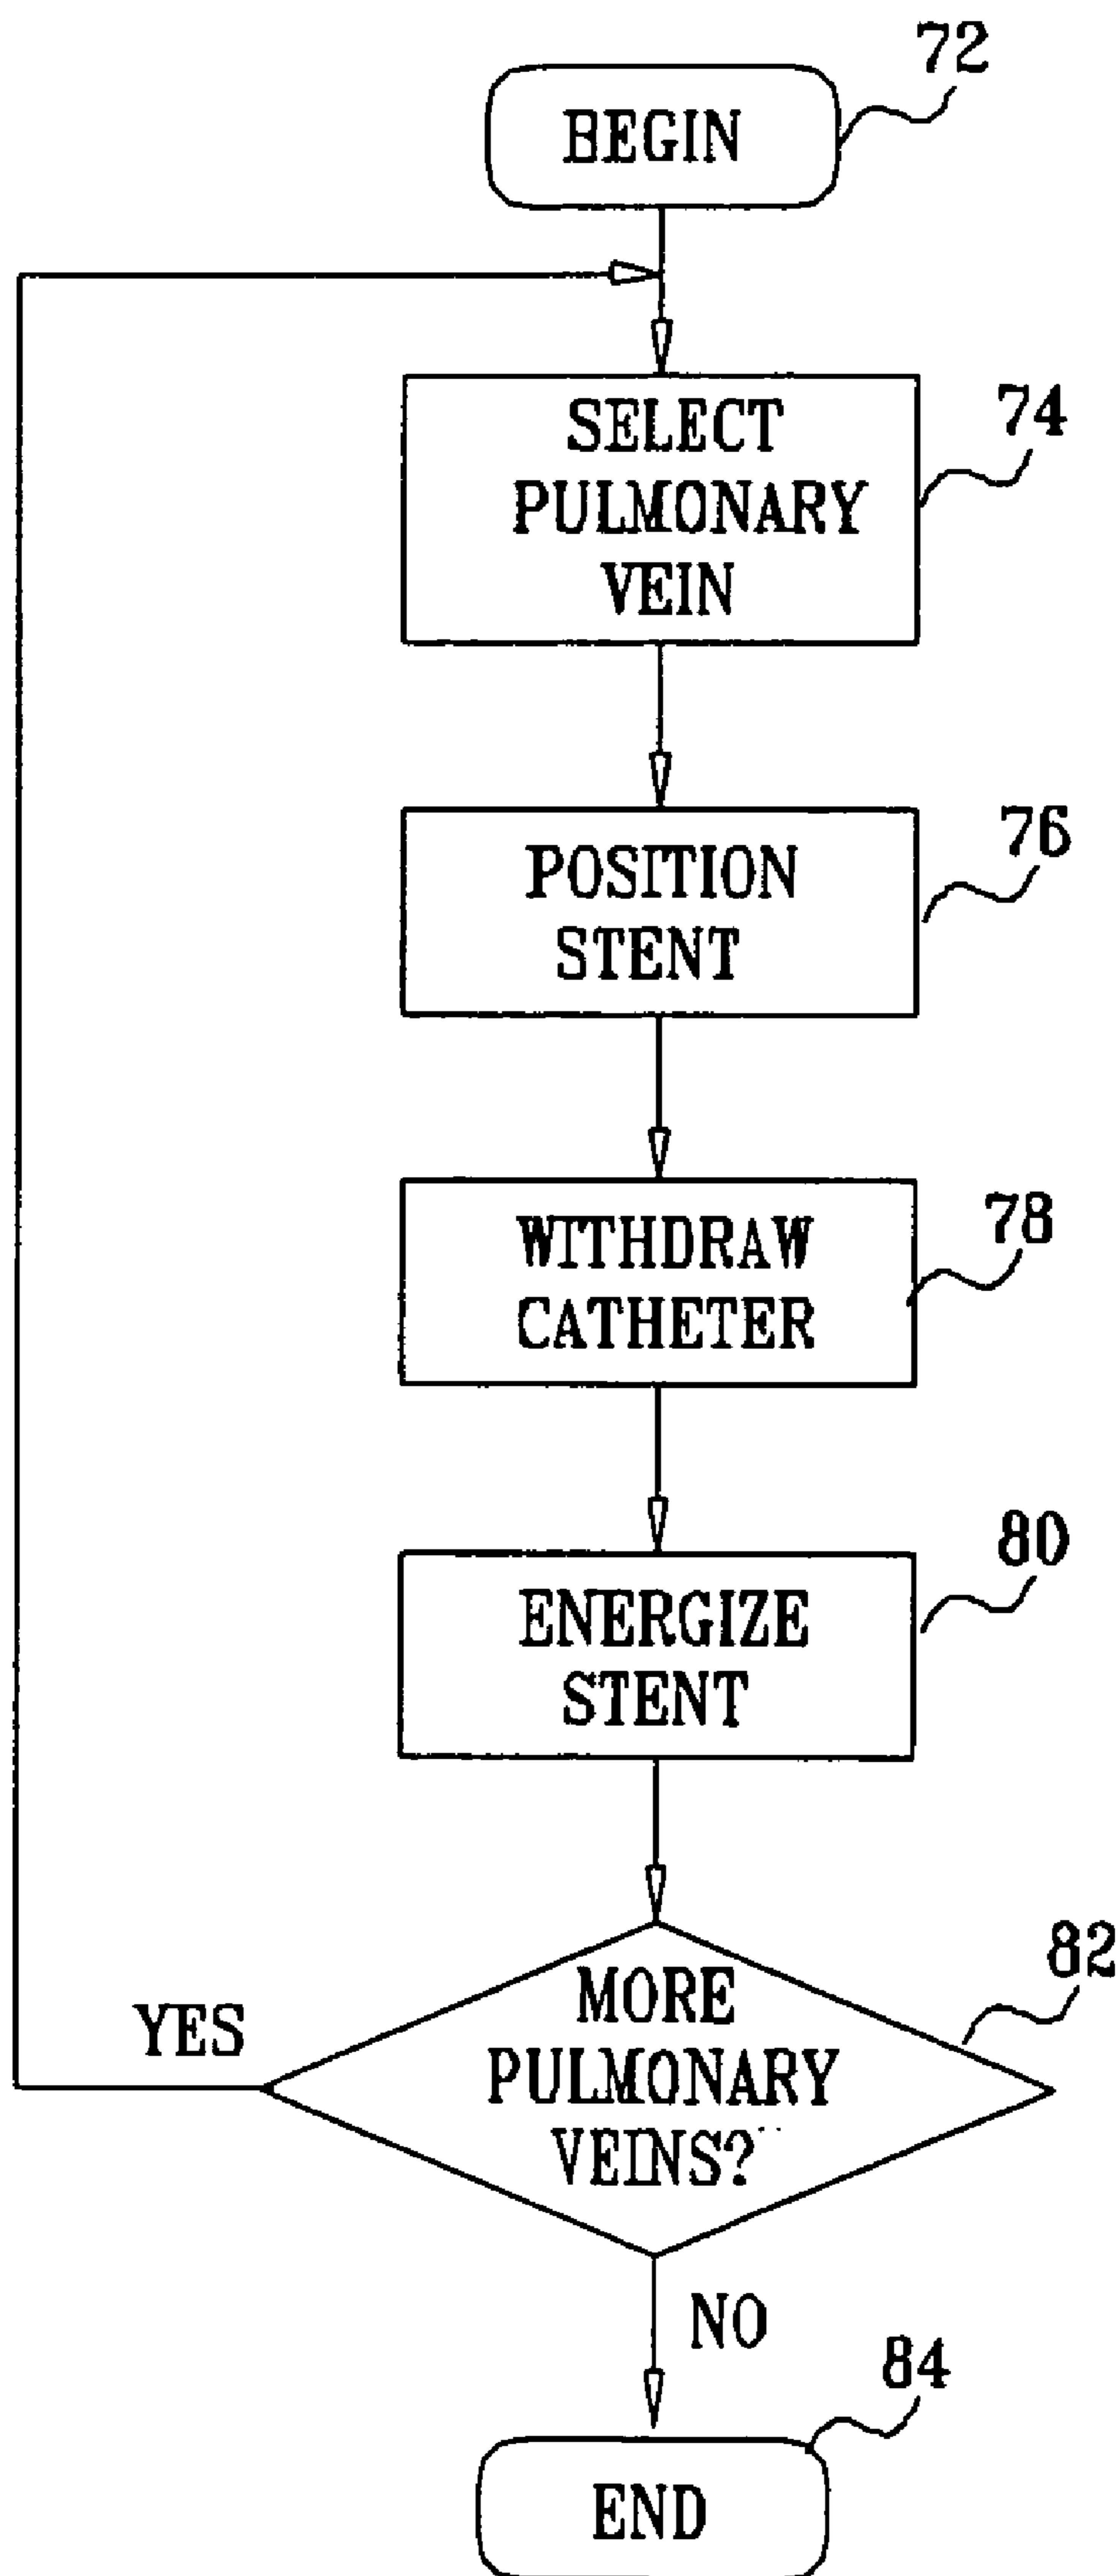 72
BEGIN
74
SELECT
PULMONARY
VEIN
76
POSITION
STENT
78
WITHDRAW
CATHETER
80
ENERGIZE
STENT
82
MORE
PULMONARY
VEINS?
YES
NO
84
END